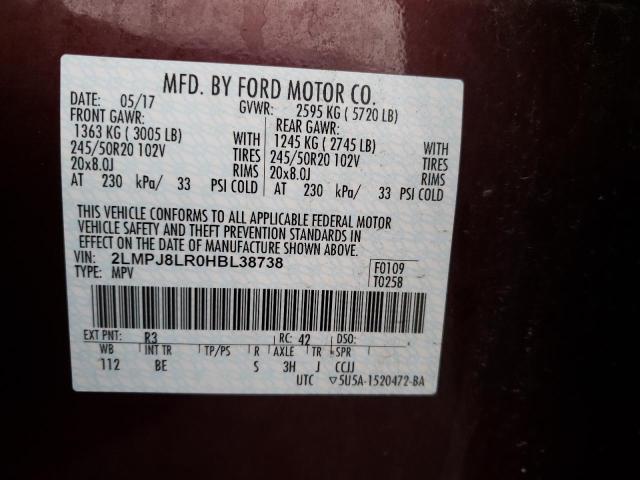 MFD. BY FORD MOTOR CO.
DATE: 05/17 GVWR: 2595 KG ( 5720 LB)
FRONT GAWR: REAR GAWR:
1363 KG ( 3005 LB) WITH 1245 KG ( 2745 LB) WITH
245/50R20 102V TIRES 245/50R20 102V TIRES
20x8.0J RIMS 20x8.0J RIMS
AT 230 kPa/ 33 PSI COLD AT 230 kPa/ 33 PSI COLD
THIS VEHICLE CONFORMS TO ALL APPLICABLE FEDERAL MOTOR
VEHICLE SAFETY AND THEFT PREVENTION STANDARDS IN
EFFECT ON THE DATE OF MANUFACTURE SHOWN ABOVE.
VIN: 2LMPJ8LR0HBL38738 F0109
TYPE: MPV T0258
EXT PNT: R3 RC: 42 DSO:
WB INT TR TP/PS R AXLE TR SPR
112 BE S 3H J CCJJ
UTC ▽5U5A-1520472-BA